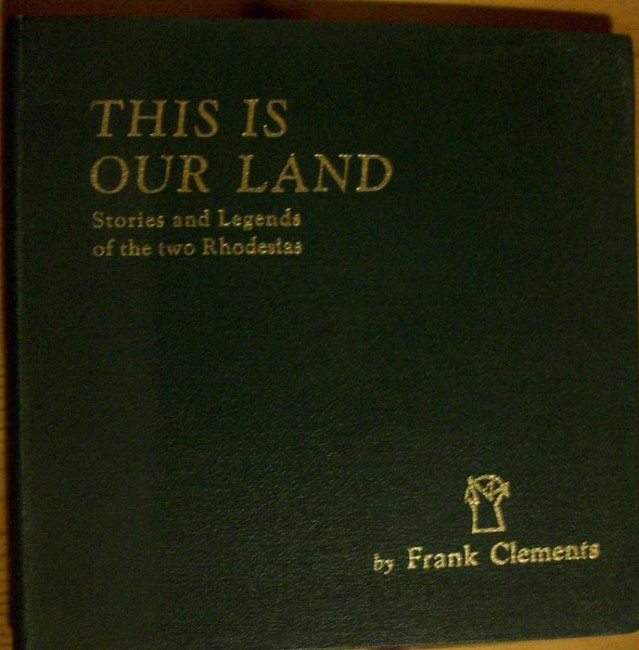 THIS IS
OUR LAND
Stories and Legends
of the two Rhodesias
by Frank Clements